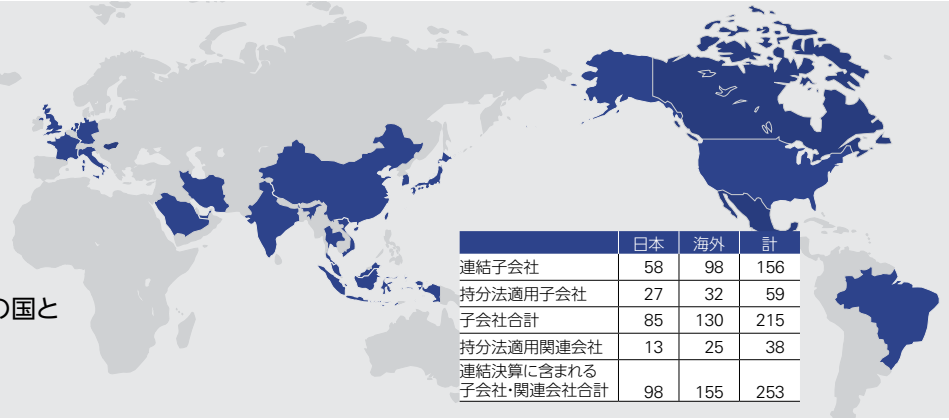 の国と
日本 海外 計
連結子会社 58 98 156
持分法適用子会社 27 32 59
子会社合計 85 130 215
持分法適用関連会社 13 25 38
連結決算に含まれる
子会社・関連会社合計 98 155 253